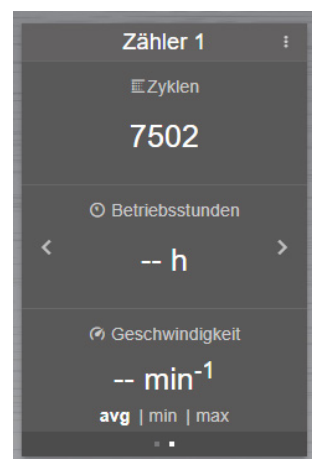 Zähler 1
Zyklen
7502
Betriebsstunden
-- h
Geschwindigkeit
-- min⁻¹
avg | min | max